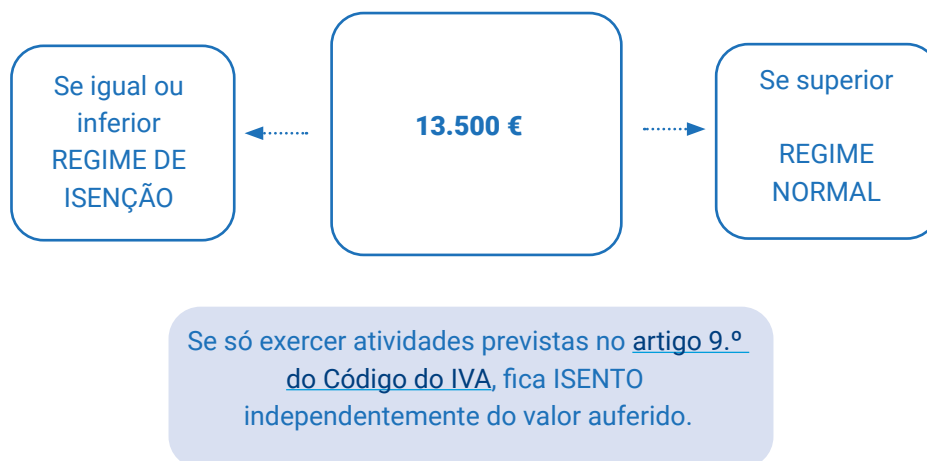 Se igual ou
inferior
REGIME DE
ISENÇÃO
13.500 €
Se superior
REGIME
NORMAL
Se só exercer atividades previstas no artigo 9.º
do Código do IVA, fica ISENTO
independentemente do valor auferido.